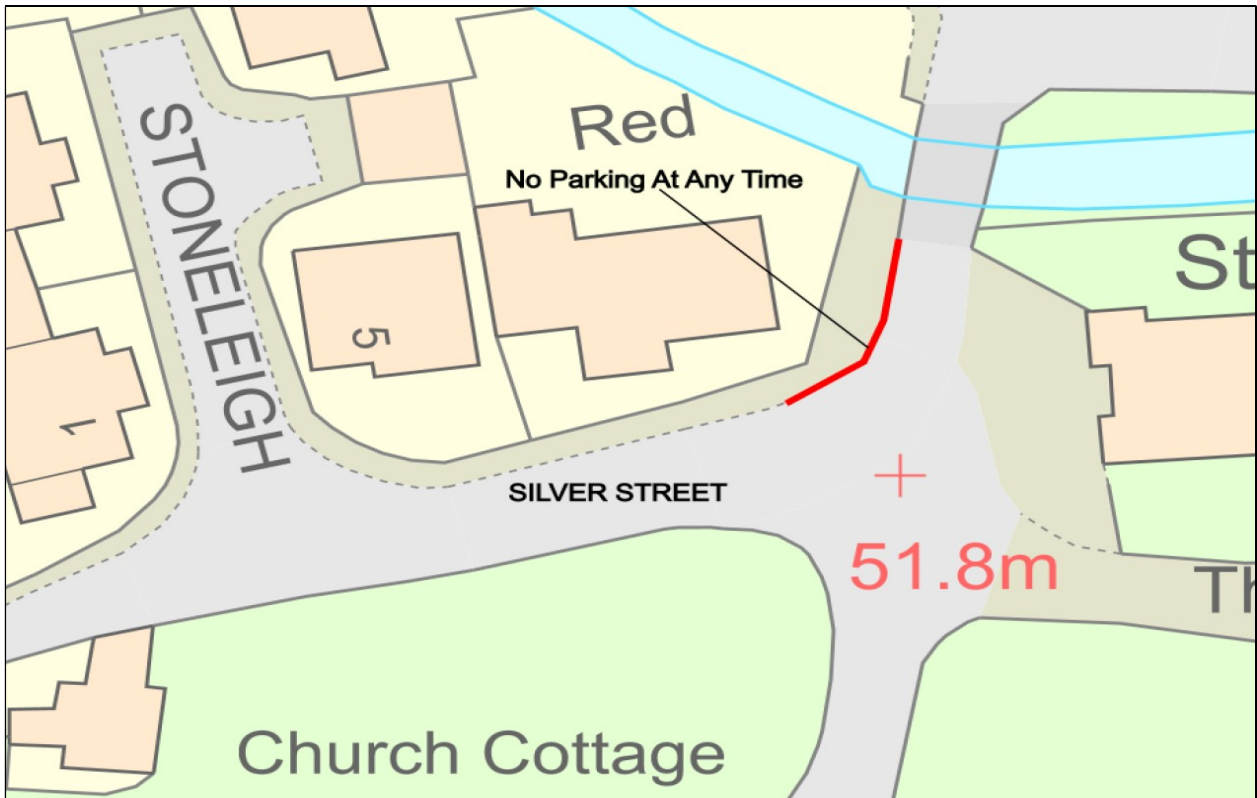 Red
No Parking At Any Time
STONELEIGH
St
5
1
SILVER STREET
51.8m
Th
Church Cottage